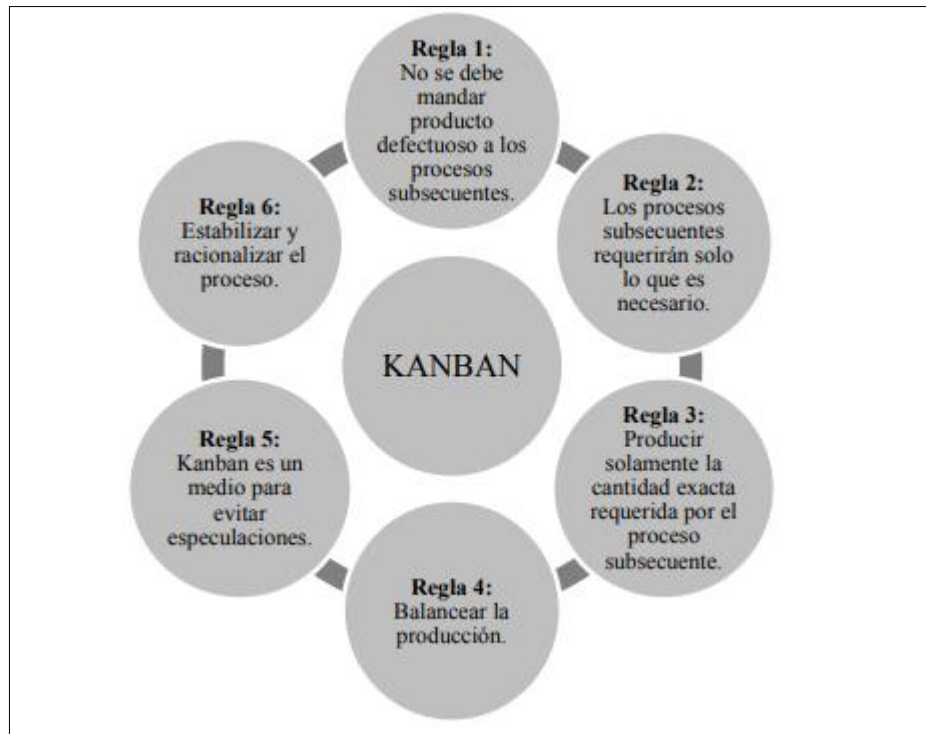 Regla 1:
No se debe
mandar
producto
defectuoso a los
procesos
subsecuentes.
Regla 2:
Los procesos
subsecuentes
requerirán solo
lo que es
necesario.
Regla 3:
Producir
solamente la
cantidad exacta
requerida por el
proceso
subsecuente.
Regla 4:
Balancear la
producción.
Regla 5:
Kanban es un
medio para
evitar
especulaciones.
Regla 6:
Estabilizar y
racionalizar el
proceso.
KANBAN